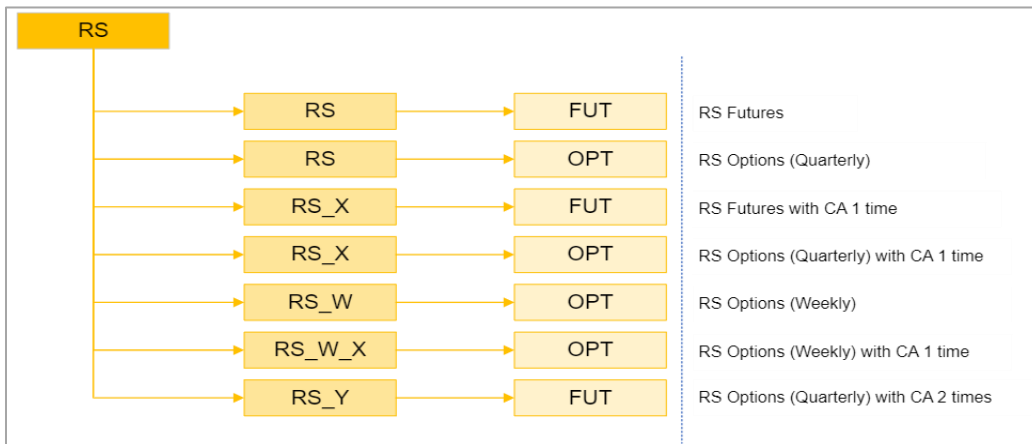 RS
RS FUT RS Futures
RS OPT RS Options (Quarterly)
RS_X FUT RS Futures with CA 1 time
RS_X OPT RS Options (Quarterly) with CA 1 time
RS_W OPT RS Options (Weekly)
RS_W_X OPT RS Options (Weekly) with CA 1 time
RS_Y FUT RS Options (Quarterly) with CA 2 times